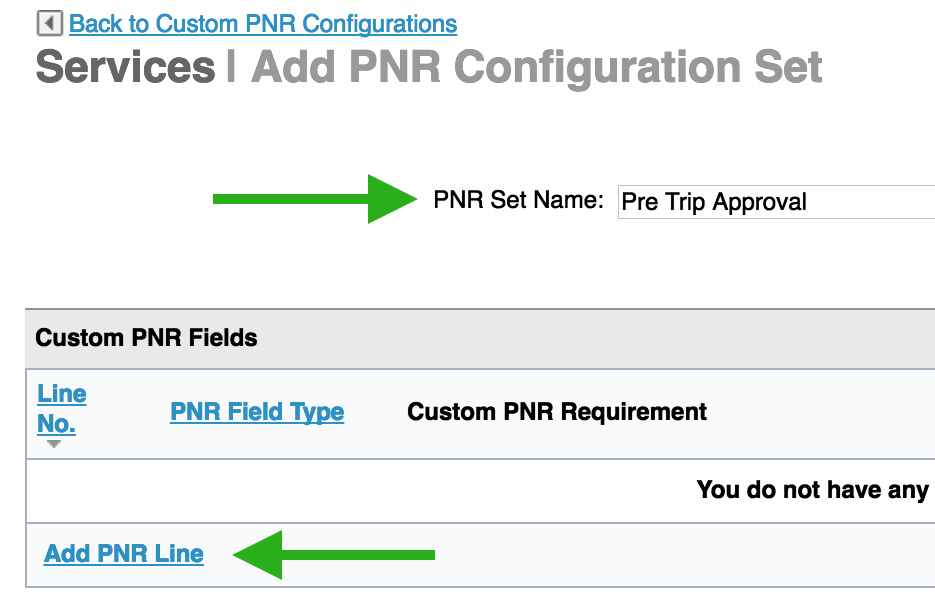 Back to Custom PNR Configurations
Services | Add PNR Configuration Set
PNR Set Name: Pre Trip Approval
Custom PNR Fields
Line No. PNR Field Type Custom PNR Requirement
You do not have any
Add PNR Line